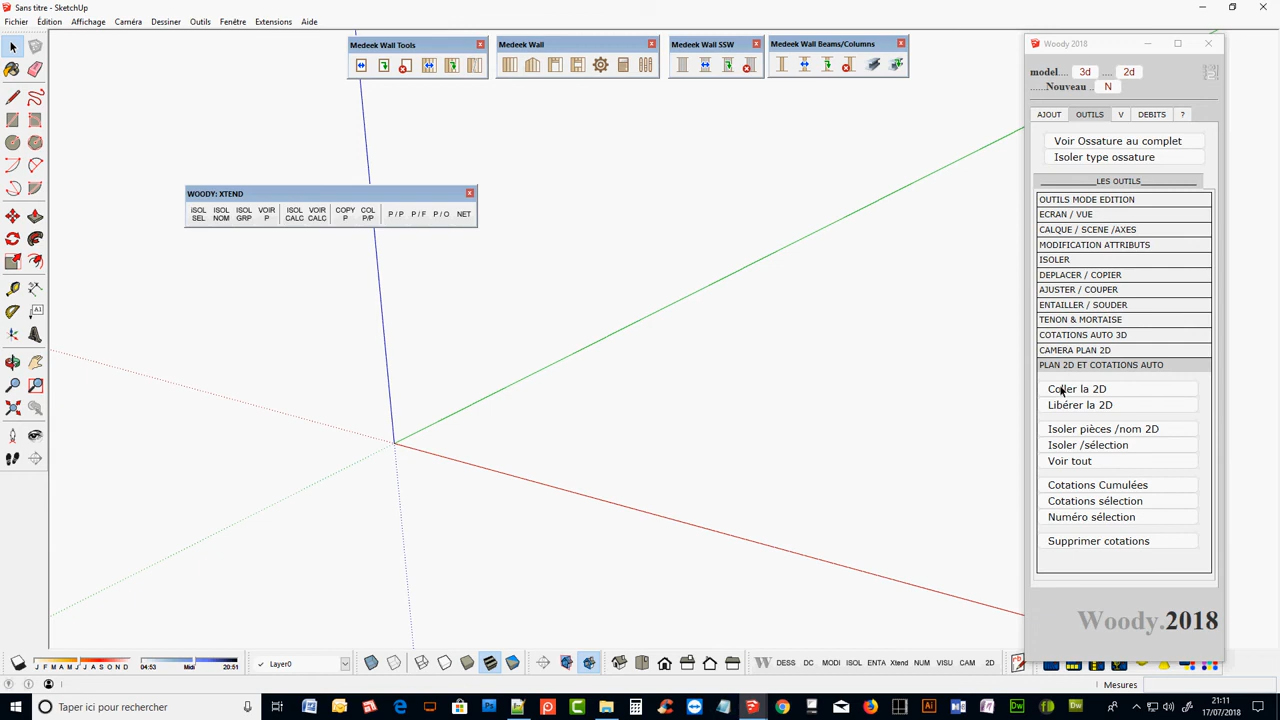 Sans titre - SketchUp
Fichier Édition Affichage Caméra Dessiner Outils Fenêtre Extensions Aide
Medeek Wall Tools
Medeek Wall
Medeek Wall SSW
Medeek Wall Beams/Columns
WOODY: XTEND
ISOL SEL
ISOL NOM
ISOL GRP
VOIR P
ISOL CALC
VOIR CALC
COPY P
COL P/P
P / P
P / F
P / O
NET
Woody 2018
model.... 3d .... 2d
......Nouveau .. N
AJOUT OUTILS V DEBITS ?
Voir Ossature au complet
Isoler type ossature
LES OUTILS
OUTILS MODE EDITION
ECRAN / VUE
CALQUE / SCENE /AXES
MODIFICATION ATTRIBUTS
ISOLER
DEPLACER / COPIER
AJUSTER / COUPER
ENTAILLER / SOUDER
TENON & MORTAISE
COTATIONS AUTO 3D
CAMERA PLAN 2D
PLAN 2D ET COTATIONS AUTO
Coller la 2D
Libérer la 2D
Isoler pièces /nom 2D
Isoler /sélection
Voir tout
Cotations Cumulées
Cotations sélection
Numéro sélection
Supprimer cotations
Woody.2018
J F M A M J J A S O N D
04:53 Midi 20:51
Layer0
W DESS DC MODI ISOL ENTA Xtend NUM VISU CAM 2D
Mesures
Taper ici pour rechercher
21:11
17/07/2018